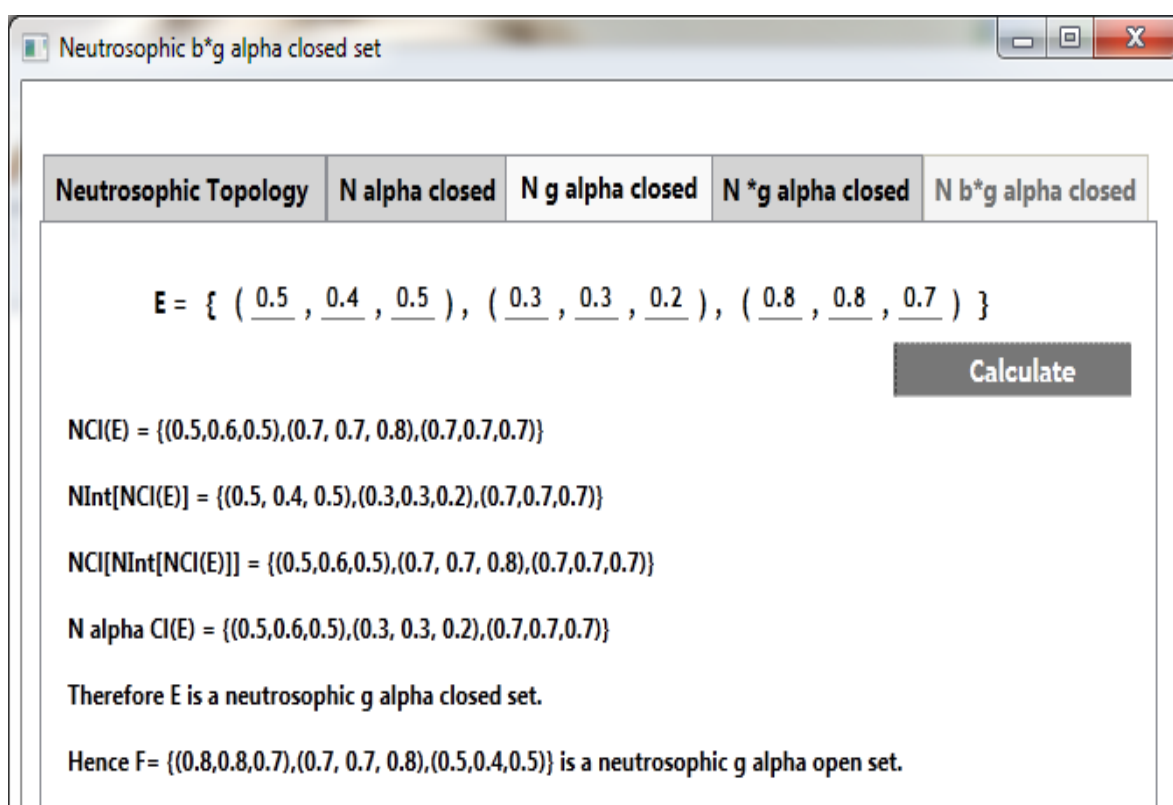 Neutrosophic b*g alpha closed set
X
Neutrosophic Topology N alpha closed N g alpha closed N *g alpha closed N b*g alpha closed
E = { ( 0.5 , 0.4 , 0.5 ) , ( 0.3 , 0.3 , 0.2 ) , ( 0.8 , 0.8 , 0.7 ) }
Calculate
NCl(E) = {(0.5,0.6,0.5),(0.7, 0.7, 0.8),(0.7,0.7,0.7)}
NInt[NCl(E)] = {(0.5, 0.4, 0.5),(0.3,0.3,0.2),(0.7,0.7,0.7)}
NCl[NInt[NCl(E)]] = {(0.5,0.6,0.5),(0.7, 0.7, 0.8),(0.7,0.7,0.7)}
N alpha Cl(E) = {(0.5,0.6,0.5),(0.3, 0.3, 0.2),(0.7,0.7,0.7)}
Therefore E is a neutrosophic g alpha closed set.
Hence F= {(0.8,0.8,0.7),(0.7, 0.7, 0.8),(0.5,0.4,0.5)} is a neutrosophic g alpha open set.